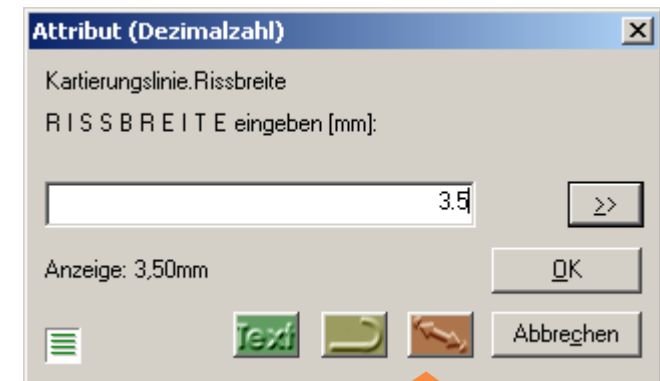 Attribut (Dezimalzahl)
Kartierungslinie.Rissbreite
R I S S B R E I T E eingeben [mm]:
3.5
>>
Anzeige: 3,50mm
OK
Text
Abbrechen